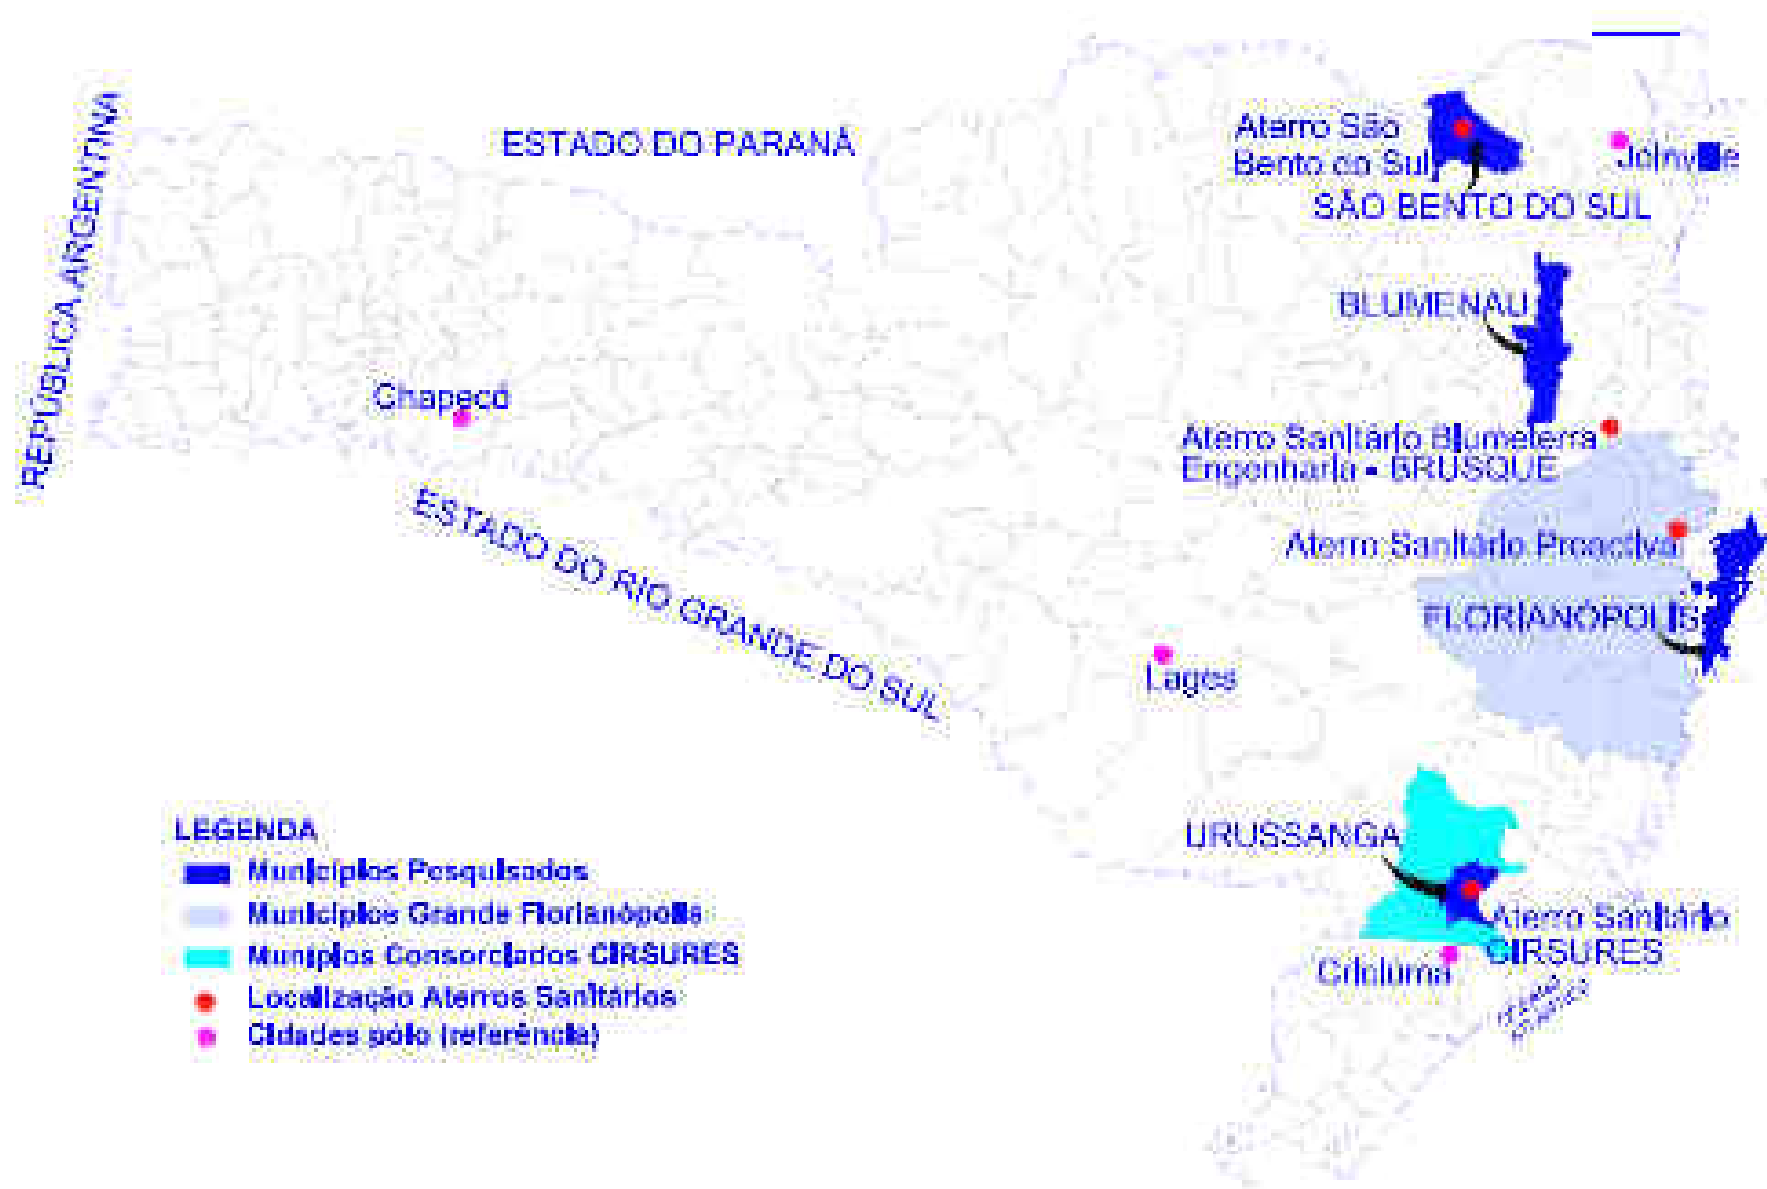 REPÚBLICA ARGENTINA
ESTADO DO PARANÁ
Aterro São
Bento do Sul
Joinville
SÃO BENTO DO SUL
BLUMENAU
Chapecó
Aterro Sanitário Blumeterra
Engenharia - BRUSQUE
ESTADO DO RIO GRANDE DO SUL
Aterro Sanitário Proactiva
FLORIANÓPOLIS
Lages
URUSSANGA
Aterro Sanitário
CIRSURES
Criciúma
LEGENDA
Municípios Pesquisados
Municípios Grande Florianópolis
Munípios Consorciados CIRSURES
Localização Aterros Sanitários
Cidades pólo (referência)